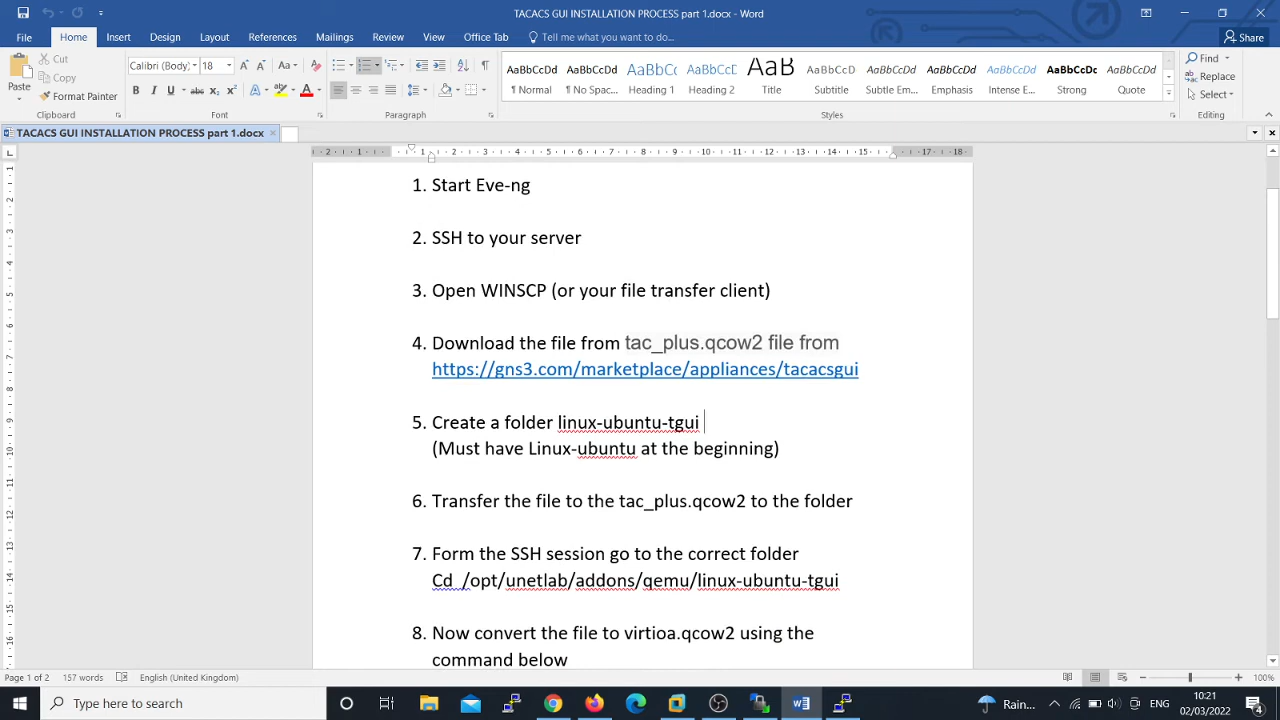 TACACS GUI INSTALLATION PROCESS part 1.docx - Word
Share
File Home Insert Design Layout References Mailings Review View Tell me what you want to do...
Cut
Copy
Format Painter
Paste
Clipboard
Calibri (Body) 18
Font
Paragraph
AaBbCcDd AaBbCcDd AaBbCc AaBbCcD AaB AaBbCcD AaBbCcDd AaBbCcDd AaBbCcDd AaBbCcDc AaBbCcDd
¶ Normal ¶ No Spac... Heading 1 Heading 2 Title Subtitle Subtle Em... Emphasis Intense E... Strong Quote
Styles
Find
Replace
Select
Editing
TACACS GUI INSTALLATION PROCESS part 1.docx
1. Start Eve-ng
2. SSH to your server
3. Open WINSCP (or your file transfer client)
4. Download the file from tac_plus.qcow2 file from
https://gns3.com/marketplace/appliances/tacacsgui
5. Create a folder linux-ubuntu-tgui
(Must have Linux-ubuntu at the beginning)
6. Transfer the file to the tac_plus.qcow2 to the folder
7. Form the SSH session go to the correct folder
Cd /opt/unetlab/addons/qemu/linux-ubuntu-tgui
8. Now convert the file to virtioa.qcow2 using the
command below
Page 1 of 2 157 words English (United Kingdom) 100%
Type here to search
Rain...
10:21
02/03/2022